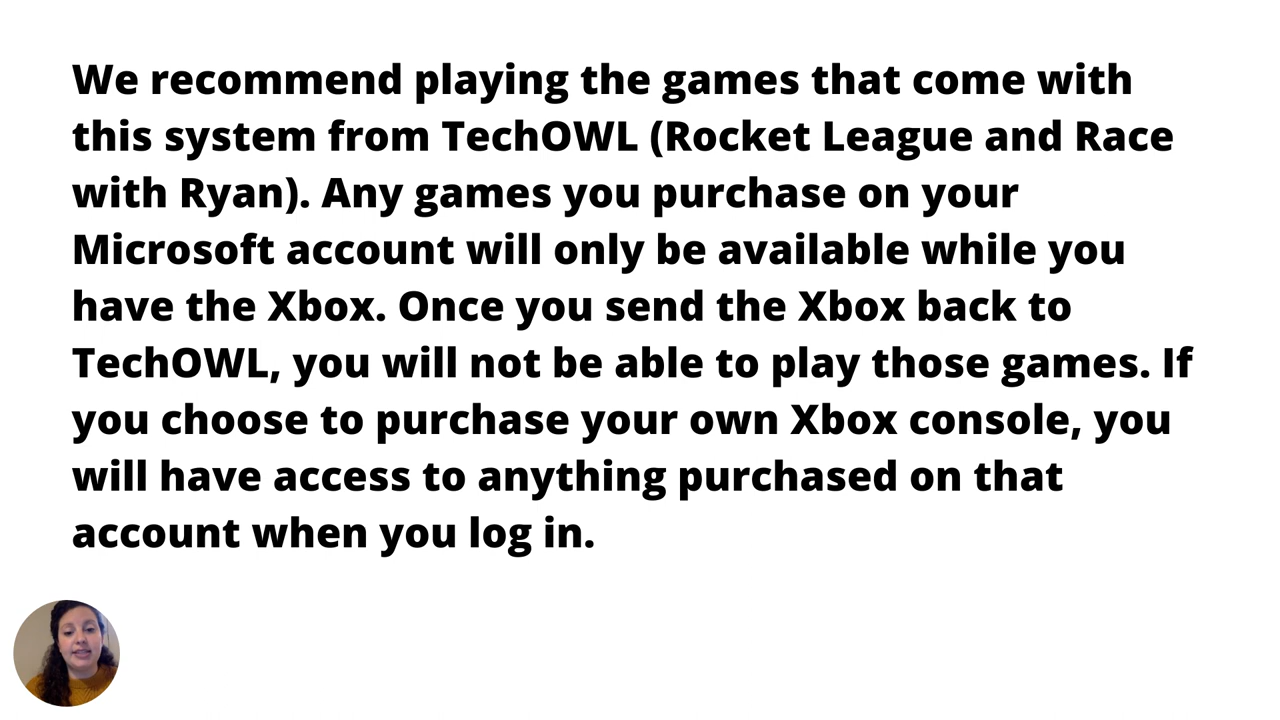 We recommend playing the games that come with
this system from TechOWL (Rocket League and Race
with Ryan). Any games you purchase on your
Microsoft account will only be available while you
have the Xbox. Once you send the Xbox back to
TechOWL, you will not be able to play those games. If
you choose to purchase your own Xbox console, you
will have access to anything purchased on that
account when you log in.